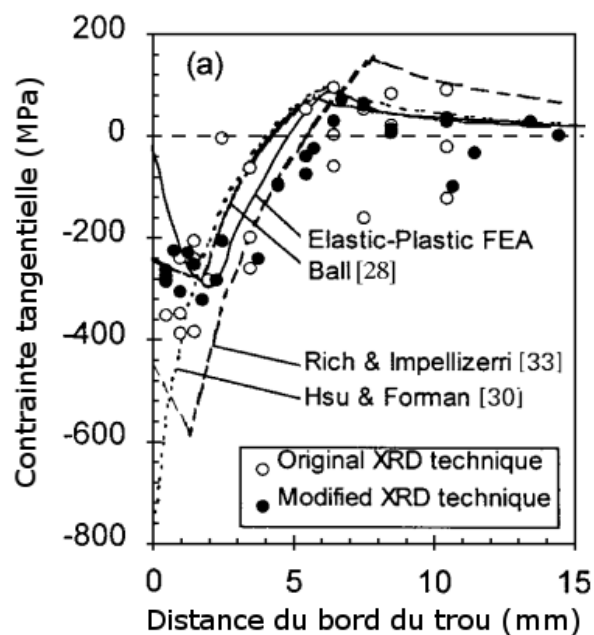 200
(a)
0
-200
-400
-600
-800
Contrainte tangentielle (MPa)
Elastic-Plastic FEA
Ball [28]
Rich & Impellizerri [33]
Hsu & Forman [30]
Original XRD technique
Modified XRD technique
0 5 10 15
Distance du bord du trou (mm)